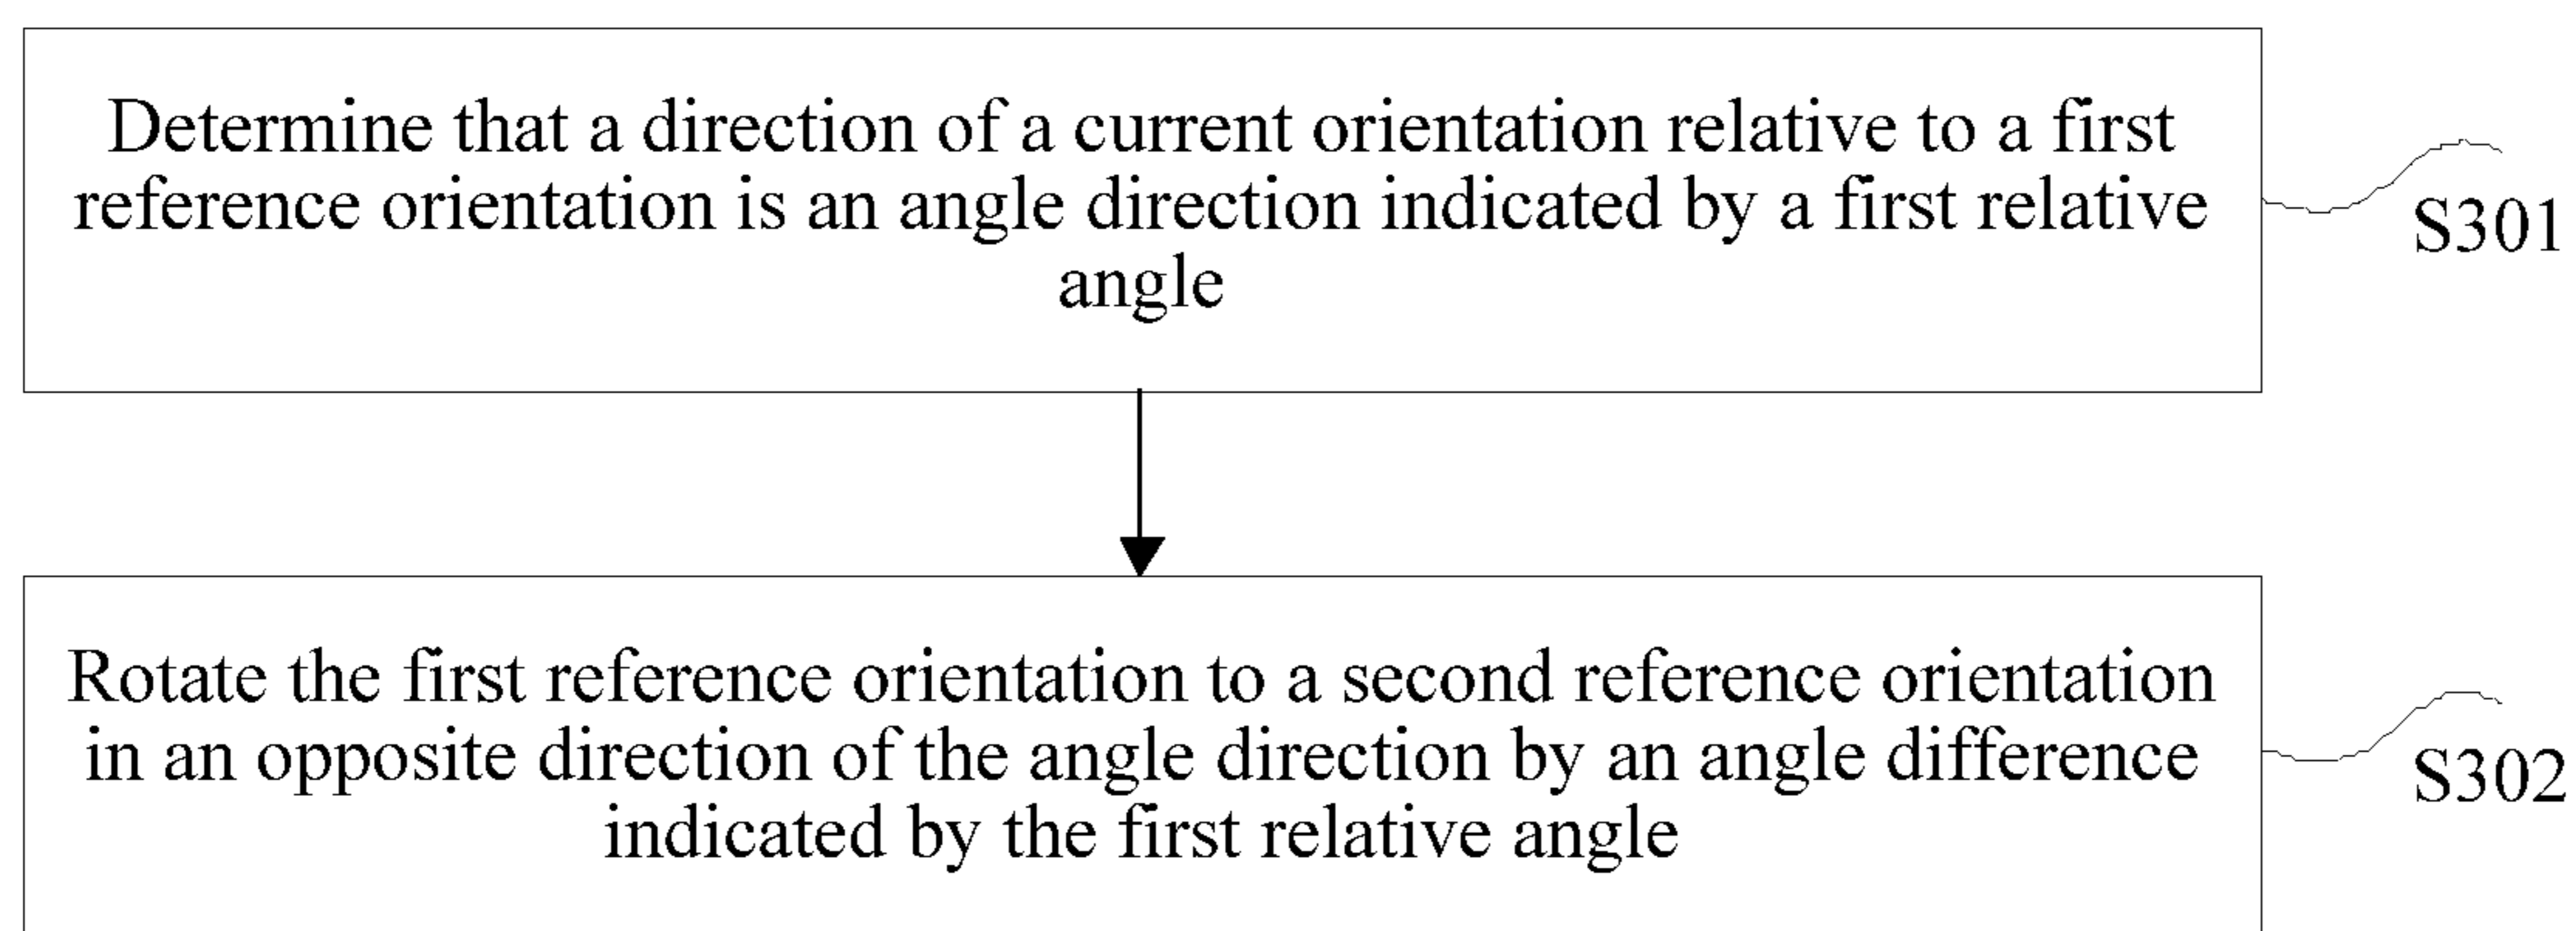 Determine that a direction of a current orientation relative to a first
reference orientation is an angle direction indicated by a first relative
angle
S301
Rotate the first reference orientation to a second reference orientation
in an opposite direction of the angle direction by an angle difference
indicated by the first relative angle
S302